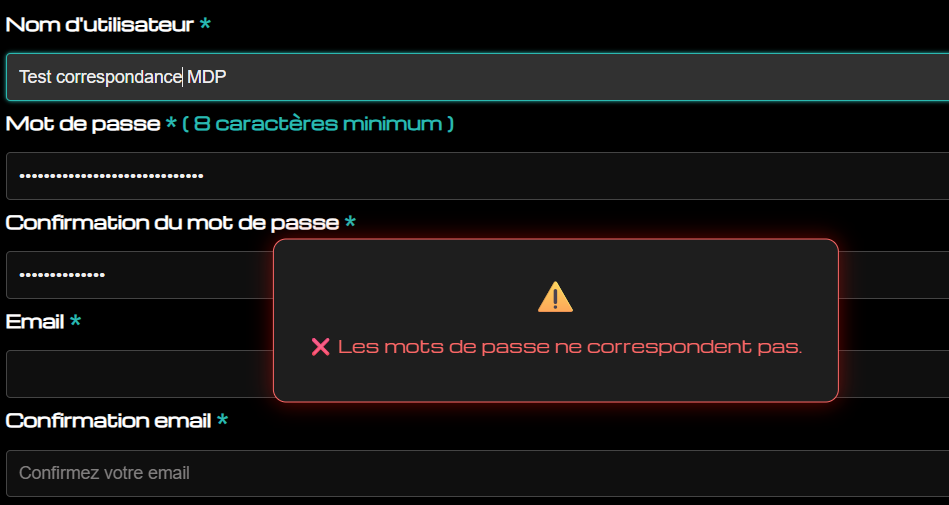 Nom d'utilisateur *
Test correspondance MDP
Mot de passe * ( 8 caractères minimum )
••••••••••••••••••••••••••••••
Confirmation du mot de passe *
••••••••••••••
Email *
❌ Les mots de passe ne correspondent pas.
Confirmation email *
Confirmez votre email